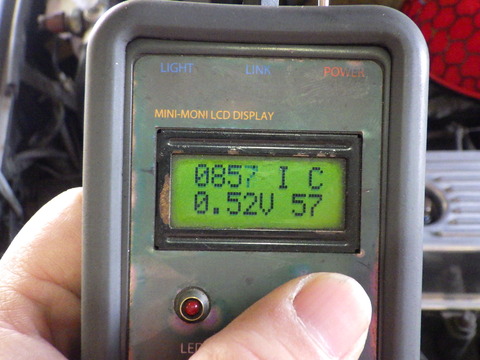 LIGHT LINK POWER
MINI-MONI LCD DISPLAY
0857 I C
0.52V 57
LED